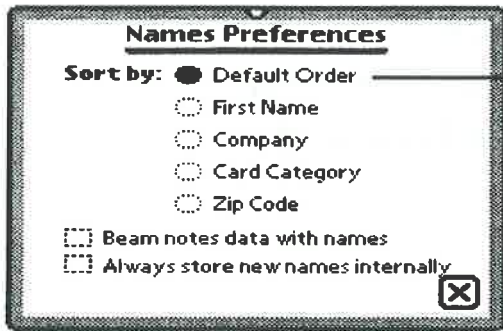 Names Preferences
Sort by: Default Order
First Name
Company
Card Category
Zip Code
Beam notes data with names
Always store new names internally